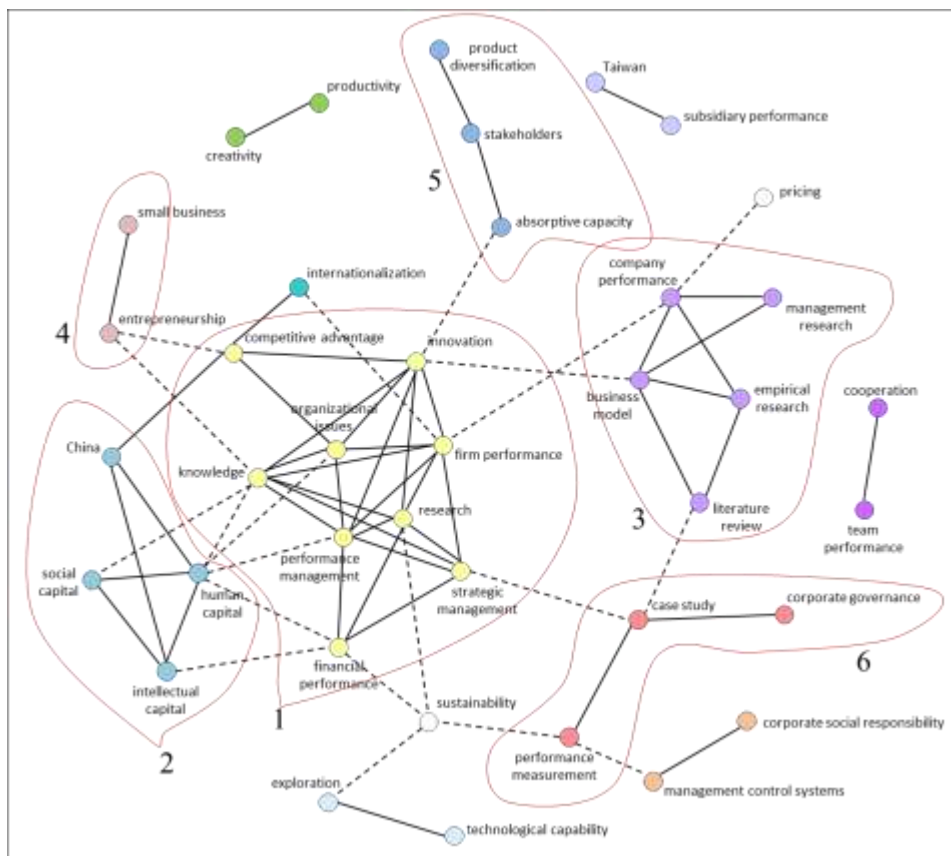 product
diversification
Taiwan
productivity
subsidiary performance
stakeholders
creativity
5
pricing
small business
absorptive capacity
company
performance
internationalization
management
research
entrepreneurship
4
competitive advantage
innovation
business
model
empirical
research
cooperation
organizational
issues
China
knowledge
firm performance
literature
review
3
research
team
performance
performance
management
social
capital
human
capital
strategic
management
case study
corporate governance
6
financial
performance
intellectual
capital
1
sustainability
2
corporate social responsibility
performance
measurement
exploration
management control systems
technological capability